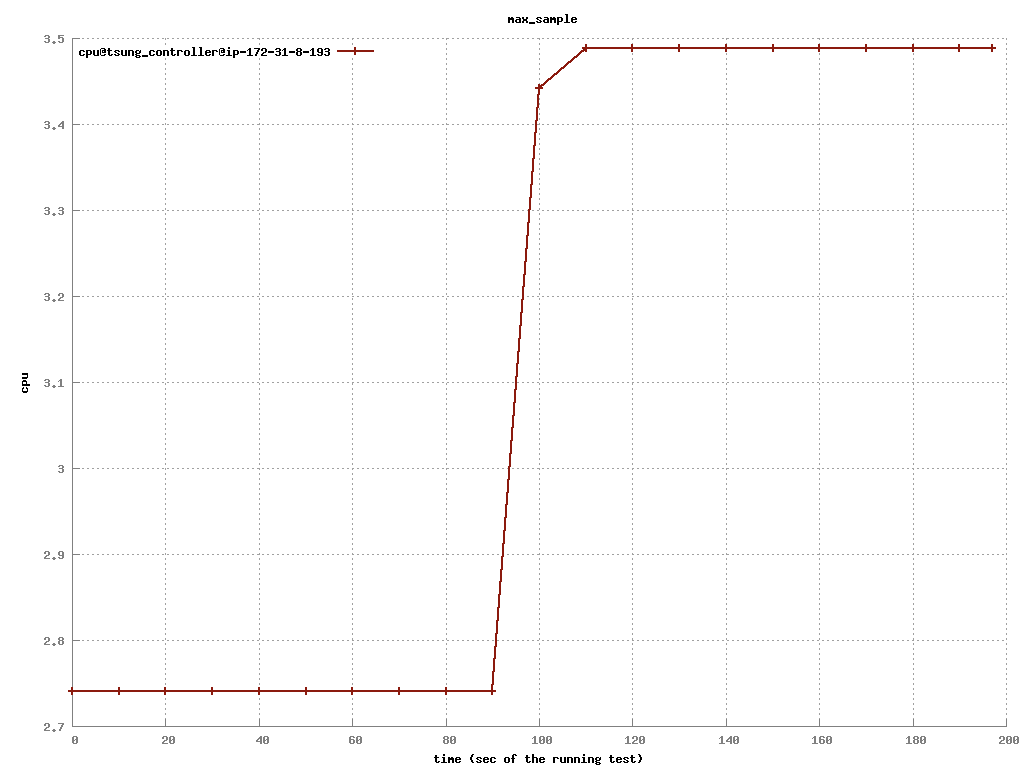 max_sample
cpu@tsung_controller@ip-172-31-8-193
3.5
3.4
3.3
3.2
3.1
3
2.9
2.8
2.7
cpu
0 20 40 60 80 100 120 140 160 180 200
time (sec of the running test)